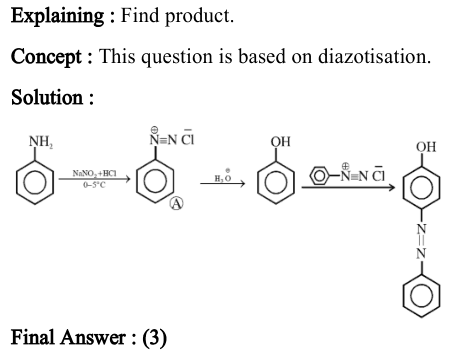 Explaining : Find product.
Concept : This question is based on diazotisation.
Solution :
NH₂
NaNO₂+HCl
0–5°C
N⊕≡N Cl⁻
A
H₃O⊕
OH
N⊕≡N Cl⁻
OH
N
||
N
Final Answer : (3)